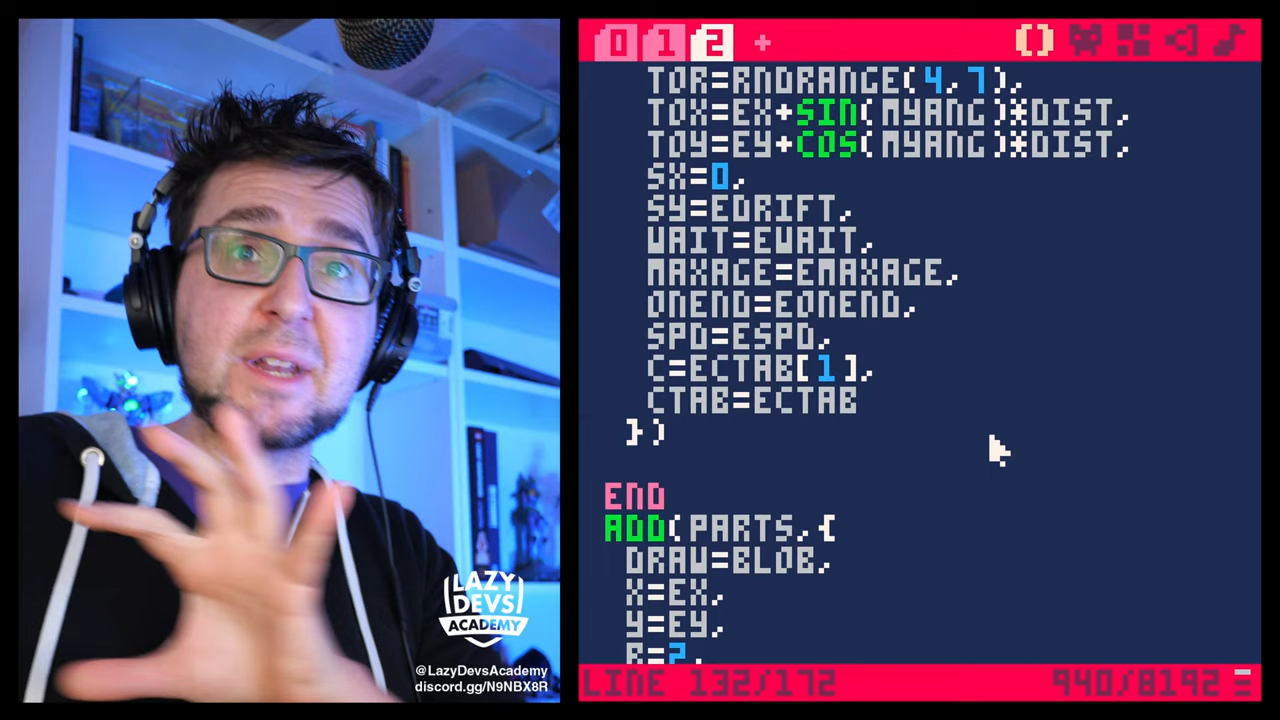 LAZY
DEVS
ACADEMY
@LazyDevsAcademy
discord.gg/N9NBX8R
0 1 2 +
TOR=RNDRANGE(4,7),
TOX=EX+SIN(MYANG)*DIST,
TOY=EY+COS(MYANG)*DIST,
SX=0,
SY=EDRIFT,
WAIT=EWAIT,
MAXAGE=EMAXAGE,
ONEND=EONEND,
SPD=ESPD,
C=ECTAB[1],
CTAB=ECTAB
})
END
ADD(PARTS,{
DRAW=BLOB,
X=EX,
Y=EY,
LINE 132/172
940/8192